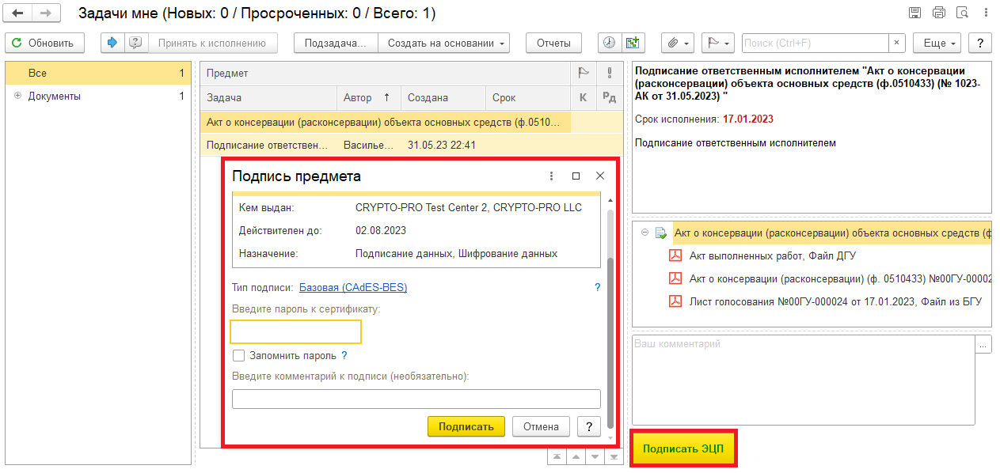 Задачи мне (Новых: 0 / Просроченных: 0 / Всего: 1)
Обновить
Принять к исполнению
Подзадача...
Создать на основании
Отчеты
Поиск (Ctrl+F)
×
Еще
?
Все 1
Документы 1
Предмет
Задача Автор ↑ Создана Срок К Рд
Акт о консервации (расконсервации) объекта основных средств (ф.0510...
Подписание ответствен... Василье... 31.05.23 22:41
Подпись предмета
Кем выдан: CRYPTO-PRO Test Center 2, CRYPTO-PRO LLC
Действителен до: 02.08.2023
Назначение: Подписание данных, Шифрование данных
Тип подписи: Базовая (CAdES-BES) ?
Введите пароль к сертификату:
Запомнить пароль ?
Введите комментарий к подписи (необязательно):
Подписать Отмена ?
Подписание ответственным исполнителем "Акт о консервации
(расконсервации) объекта основных средств (ф.0510433) (№ 1023-
АК от 31.05.2023) "
Срок исполнения: 17.01.2023
Подписание ответственным исполнителем
Акт о консервации (расконсервации) объекта основных средств (ф
Акт выполненных работ, Файл ДГУ
Акт о консервации (расконсервации) (ф. 0510433) №00ГУ-00002
Лист голосования №00ГУ-000024 от 17.01.2023, Файл из БГУ
Ваш комментарий
...
Подписать ЭЦП